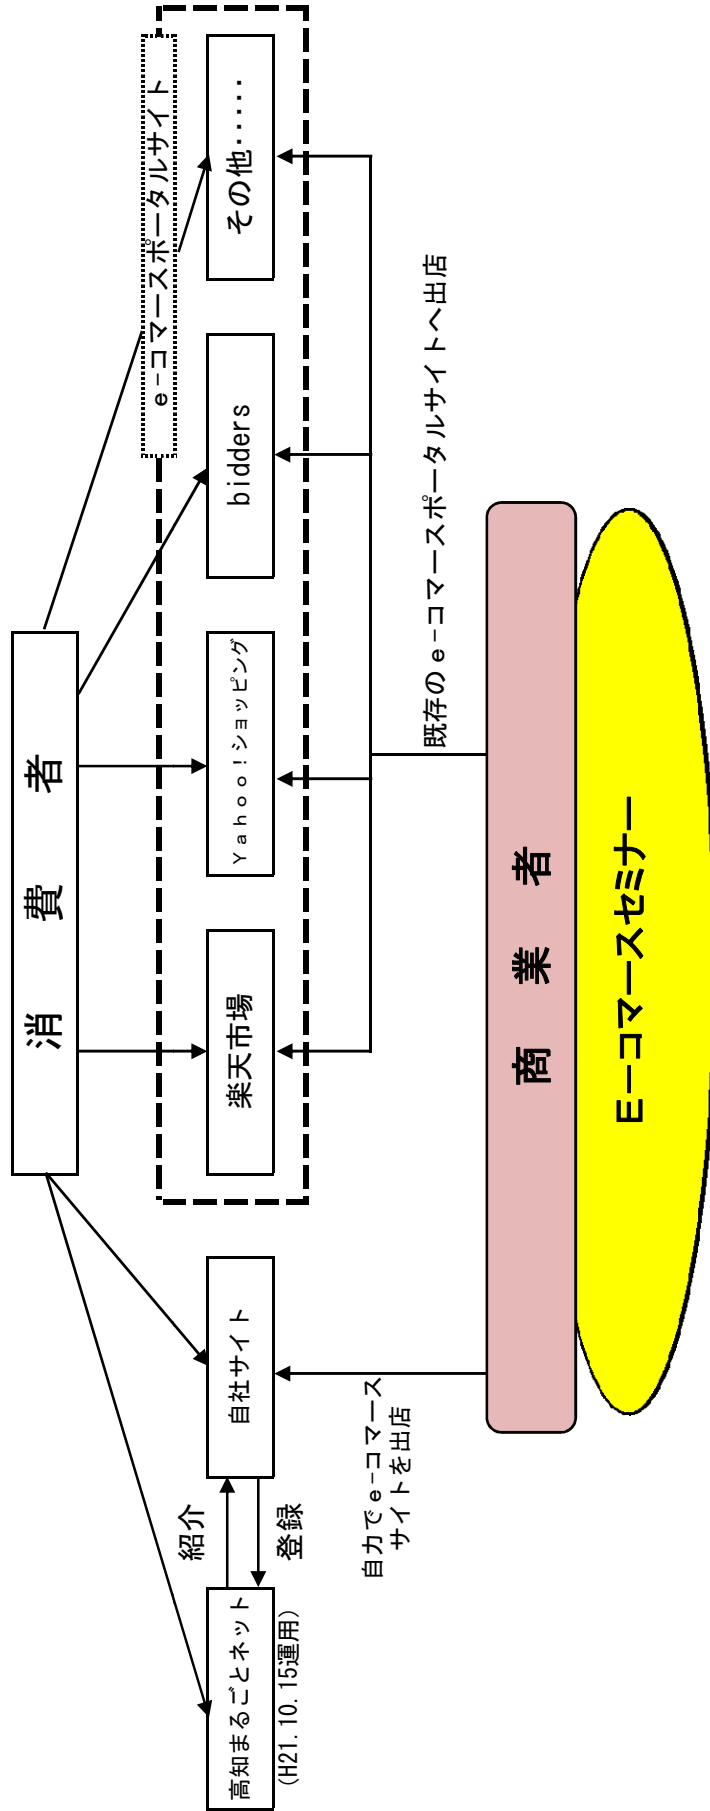 消費者
e-コマースポータルサイト
高知まるごとネット
(H21.10.15運用)
紹介
登録
自社サイト
楽天市場
Yahoo!ショッピング
bidders
その他・・・・・
自力でe-コマース
サイトを出店
既存のe-コマースポータルサイトへ出店
商業者
E-コマースセミナー